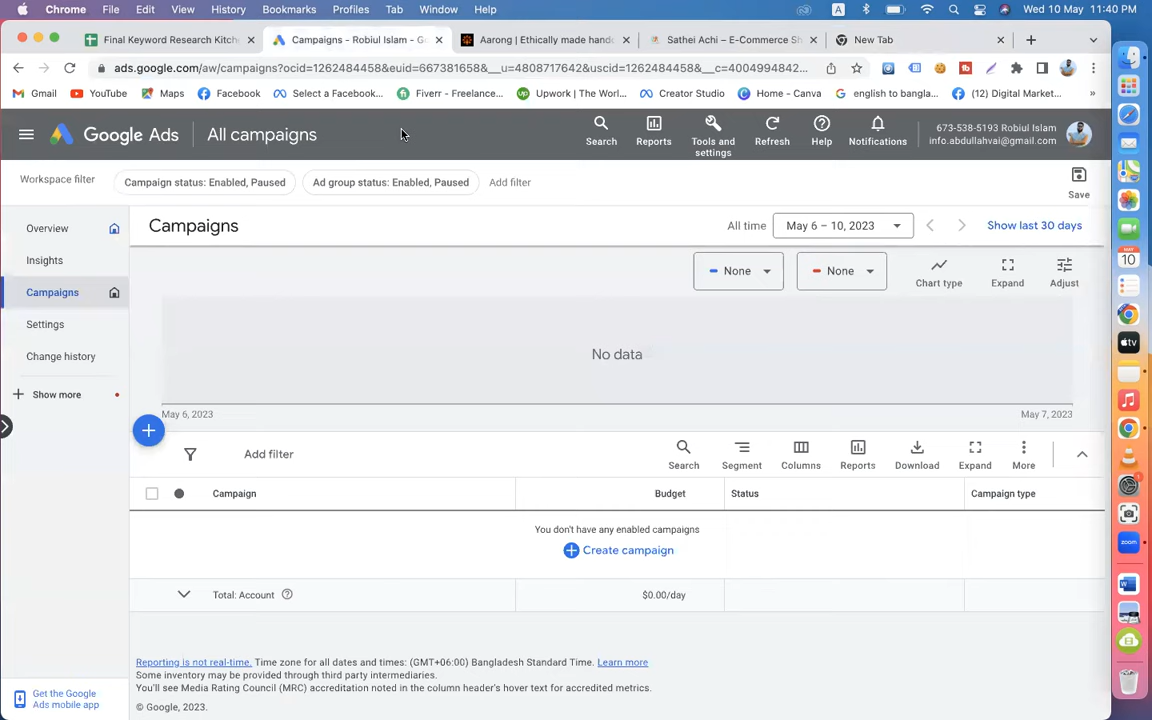 Chrome File Edit View History Bookmarks Profiles Tab Window Help A Wed 10 May 11:40 PM
Final Keyword Research Kitch Campaigns - Robiul Islam - Go Aarong | Ethically made hand Sathei Achi – E-Commerce Sh New Tab
ads.google.com/aw/campaigns?ocid=1262484458&euid=667381658&__u=4808717642&uscid=1262484458&__c=4004994842...
Gmail YouTube Maps Facebook Select a Facebook... Fiverr - Freelance... Upwork | The Worl... Creator Studio Home - Canva english to bangla... (12) Digital Market... »
Google Ads All campaigns Search Reports Tools and settings Refresh Help Notifications 673-538-5193 Robiul Islam
info.abdullahvai@gmail.com
Workspace filter Campaign status: Enabled, Paused Ad group status: Enabled, Paused Add filter Save
Overview
Insights
Campaigns
Settings
Change history
Show more
Get the Google
Ads mobile app
Campaigns All time May 6 – 10, 2023 Show last 30 days
None None Chart type Expand Adjust
No data
May 6, 2023 May 7, 2023
Add filter Search Segment Columns Reports Download Expand More
Campaign Budget Status Campaign type
You don't have any enabled campaigns
Create campaign
Total: Account $0.00/day
Reporting is not real-time. Time zone for all dates and times: (GMT+06:00) Bangladesh Standard Time. Learn more
Some inventory may be provided through third party intermediaries.
You'll see Media Rating Council (MRC) accreditation noted in the column header's hover text for accredited metrics.
© Google, 2023.
MAY
10
tv
zoom